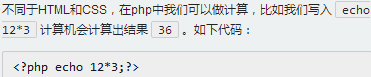 不同于HTML和CSS，在php中我们可以做计算，比如我们写入 echo
12*3 计算机会计算出结果 36 。如下代码：
<?php echo 12*3;?>